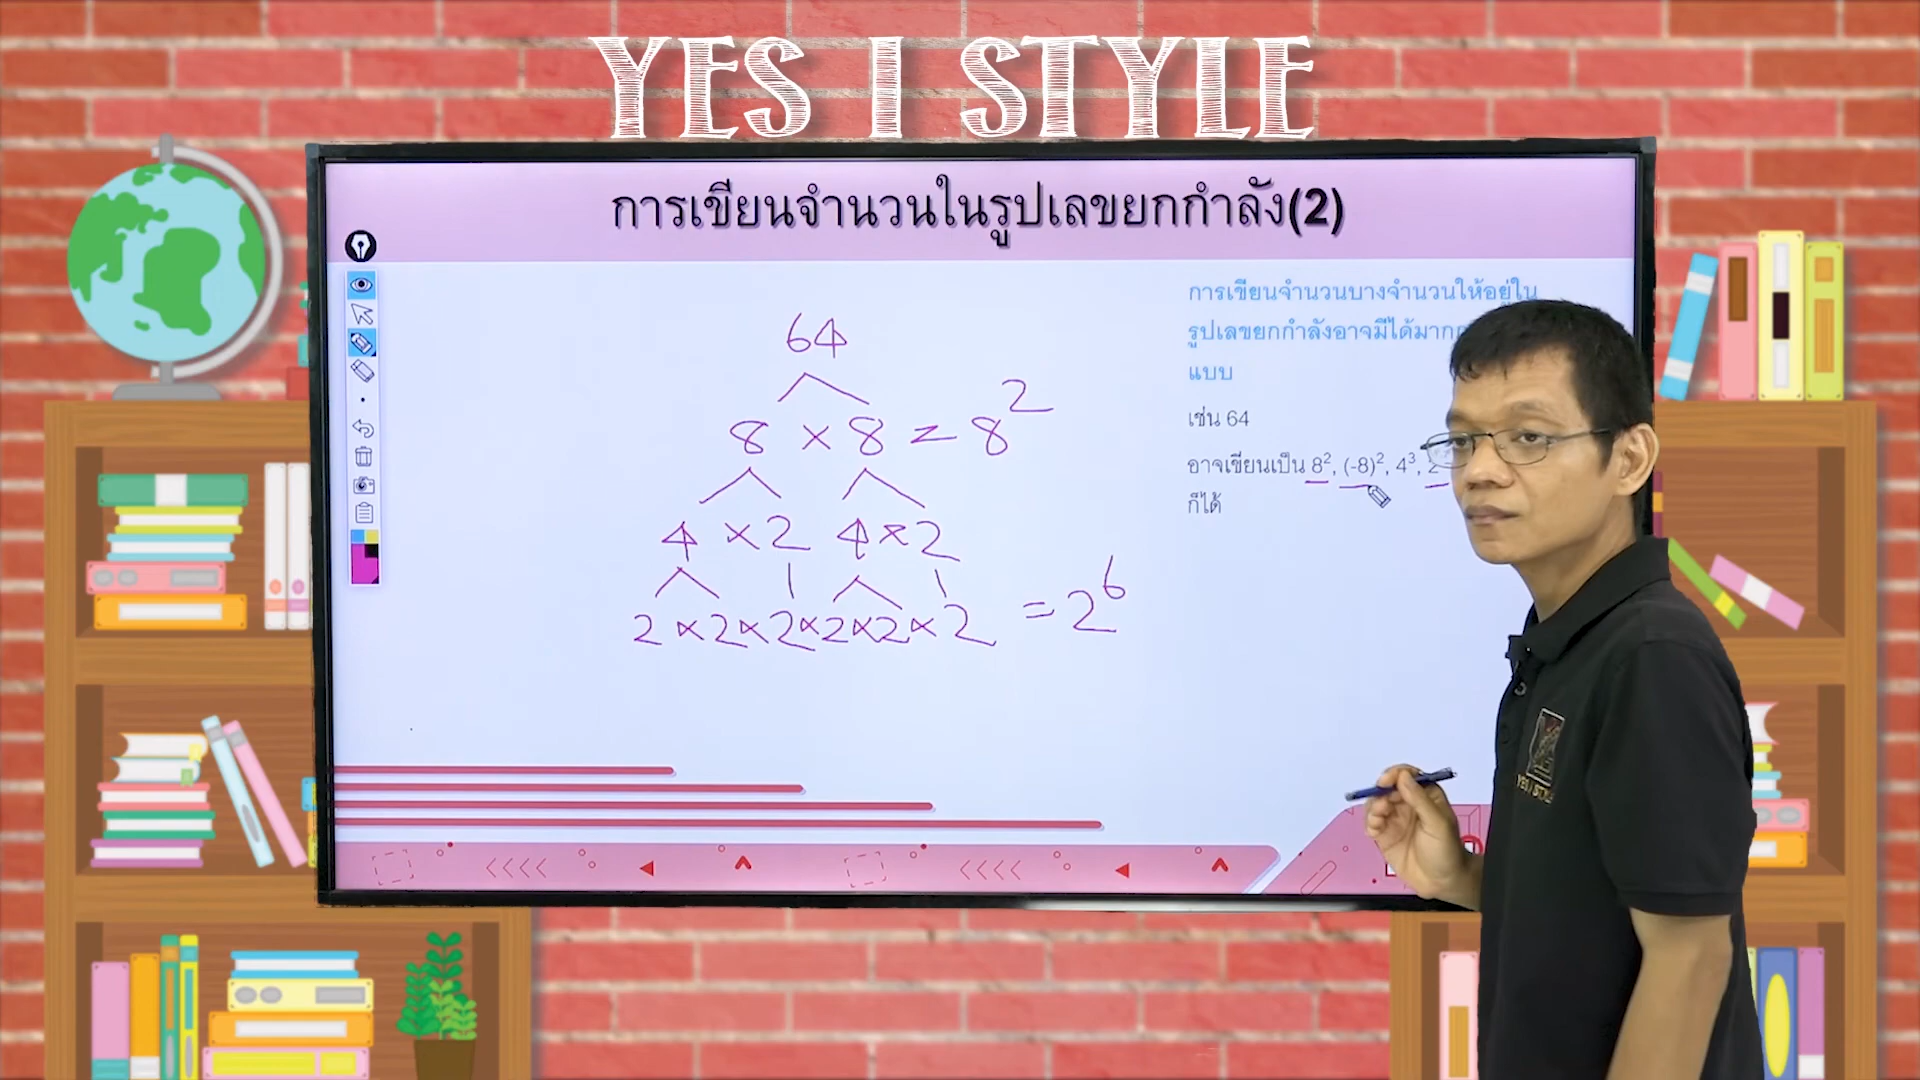 YES I STYLE
การเขียนจำนวนในรูปเลขยกกำลัง(2)
64
8 × 8 = 8²
4 × 2 4 × 2
2 × 2 × 2 × 2 × 2 × 2 = 2⁶
การเขียนจำนวนบางจำนวนให้อยู่ใน
รูปเลขยกกำลังอาจมีได้มาก
แบบ
เช่น 64
อาจเขียนเป็น 8², (-8)², 4³, 2
ก็ได้
YES I STYLE